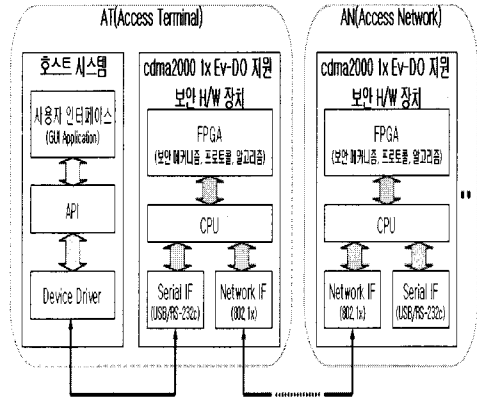 AT(Access Terminal)
AN(Access Network)
호스트 시스템
사용자 인터페이스
(GUI Application)
API
Device Driver
cdma2000 1x Ev-DO 지원
보안 H/W 장치
FPGA
(보안 메커니즘, 프로토콜, 알고리즘)
CPU
Serial IF
(USB/RS-232c)
Network IF
(802.1x)
cdma2000 1x Ev-DO 지원
보안 H/W 장치
FPGA
(보안 메커니즘, 프로토콜, 알고리즘)
CPU
Network IF
(802.1x)
Serial IF
(USB/RS-232c)